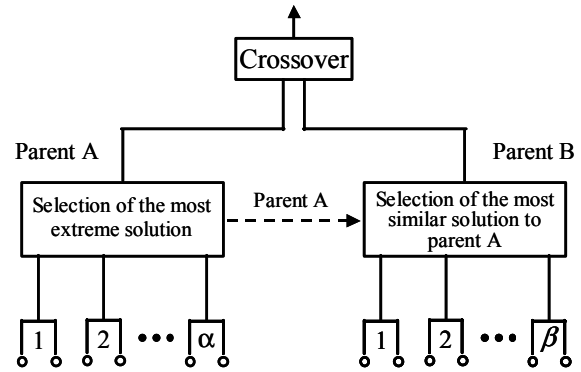 Crossover
Parent A
Parent B
Selection of the most
extreme solution
Parent A
Selection of the most
similar solution to
parent A
1
2
α
1
2
β